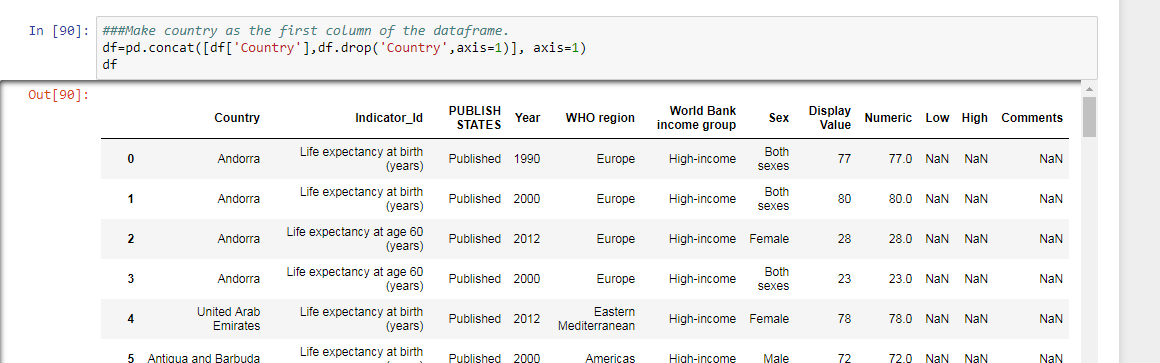 In [90]: ###Make country as the first column of the dataframe.
df=pd.concat([df['Country'],df.drop('Country',axis=1)], axis=1)
df
Out[90]:
Country Indicator_Id PUBLISH STATES Year WHO region World Bank income group Sex Display Value Numeric Low High Comments
0 Andorra Life expectancy at birth (years) Published 1990 Europe High-income Both sexes 77 77.0 NaN NaN NaN
1 Andorra Life expectancy at birth (years) Published 2000 Europe High-income Both sexes 80 80.0 NaN NaN NaN
2 Andorra Life expectancy at age 60 (years) Published 2012 Europe High-income Female 28 28.0 NaN NaN NaN
3 Andorra Life expectancy at age 60 (years) Published 2000 Europe High-income Both sexes 23 23.0 NaN NaN NaN
4 United Arab Emirates Life expectancy at birth (years) Published 2012 Eastern Mediterranean High-income Female 78 78.0 NaN NaN NaN
5 Antigua and Barbuda Life expectancy at birth Published 2000 Americas High-income Male 72 72.0 NaN NaN NaN